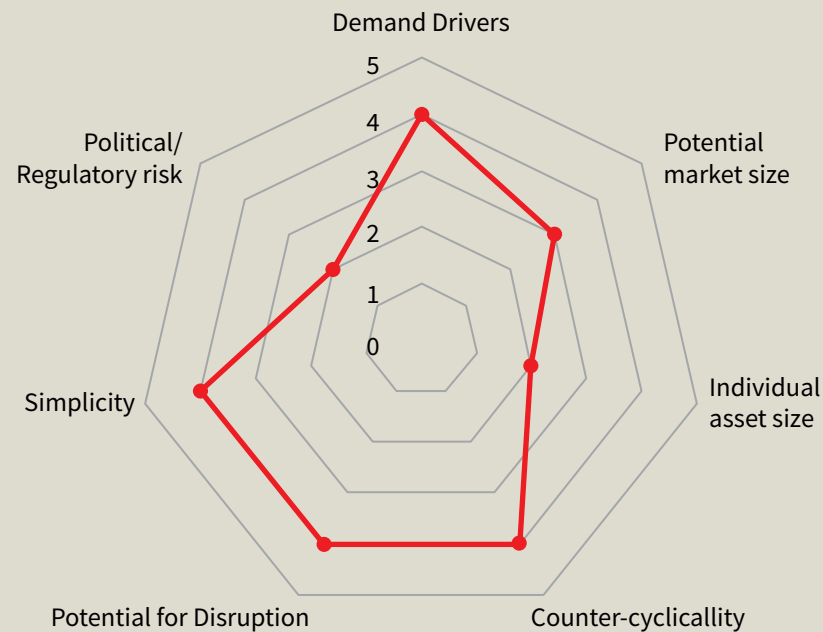 Demand Drivers
5
4
3
2
1
0
Potential
market size
Individual
asset size
Counter-cyclicallity
Potential for Disruption
Simplicity
Political/
Regulatory risk